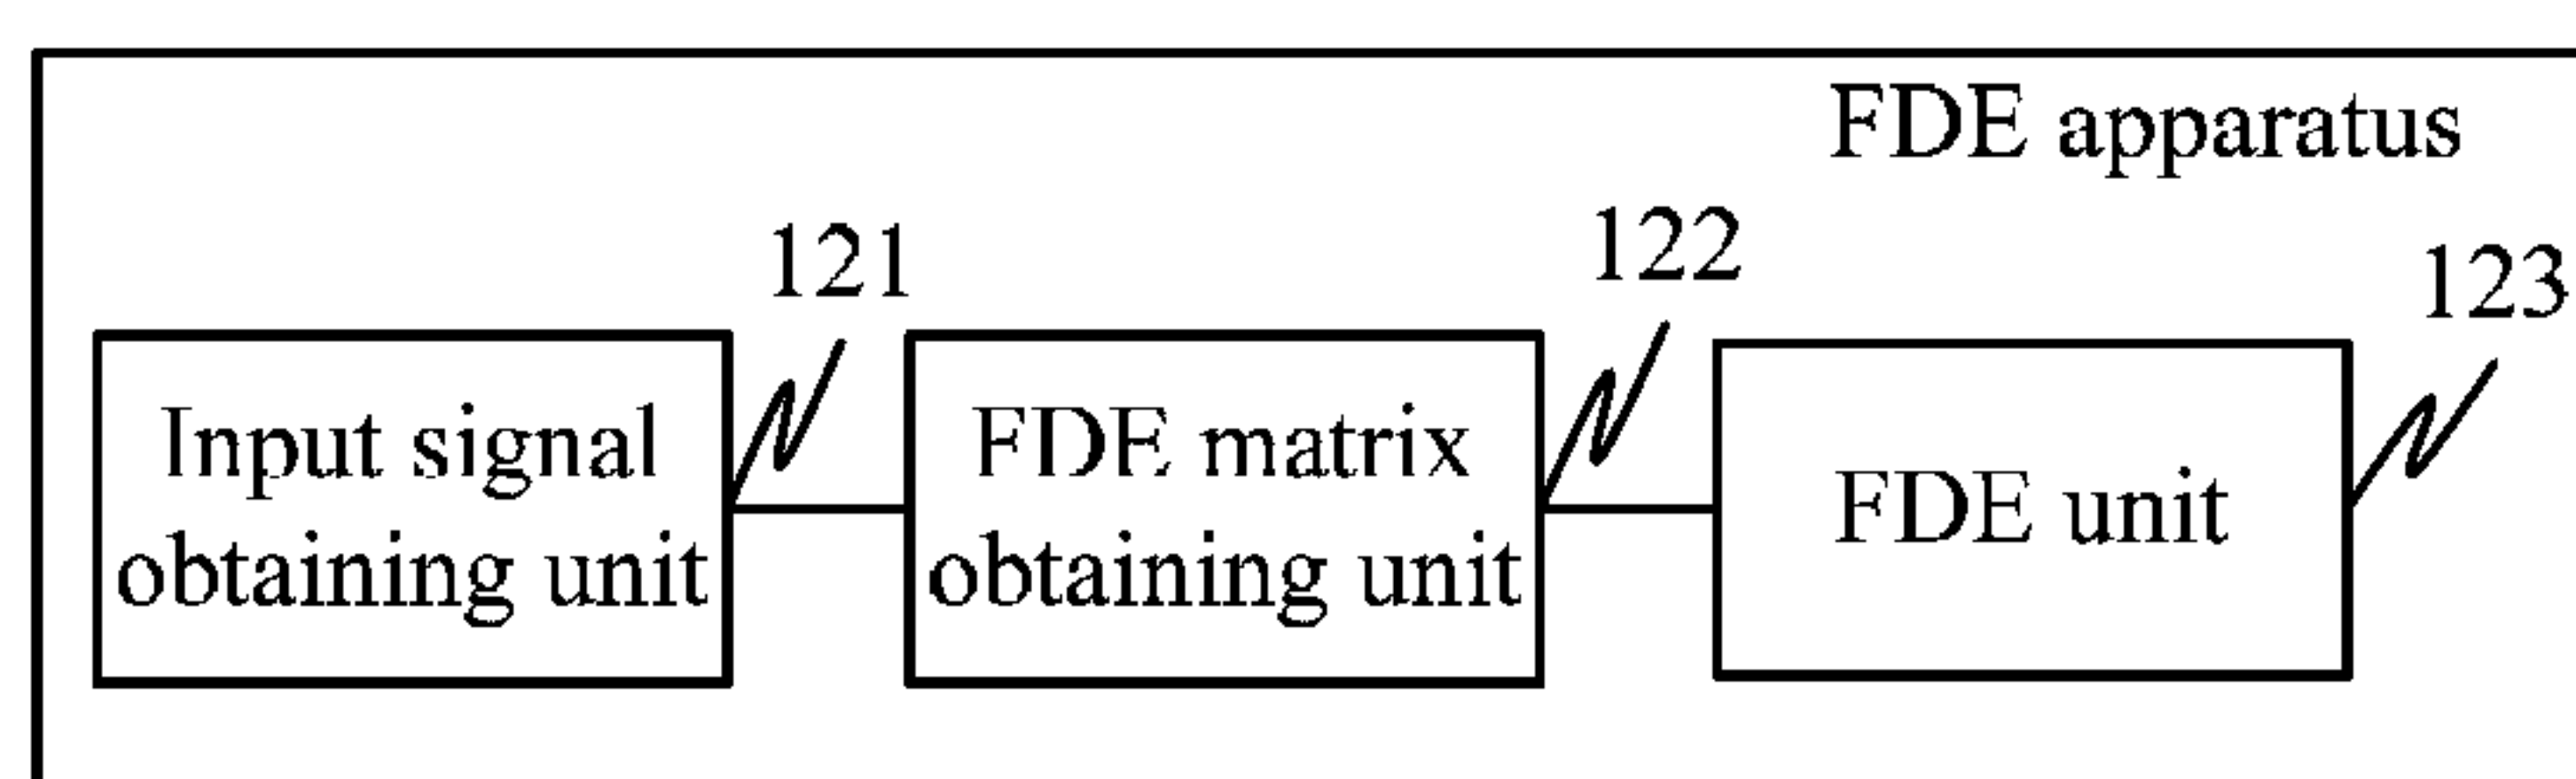 FDE apparatus
121
122
123
Input signal
obtaining unit
FDE matrix
obtaining unit
FDE unit